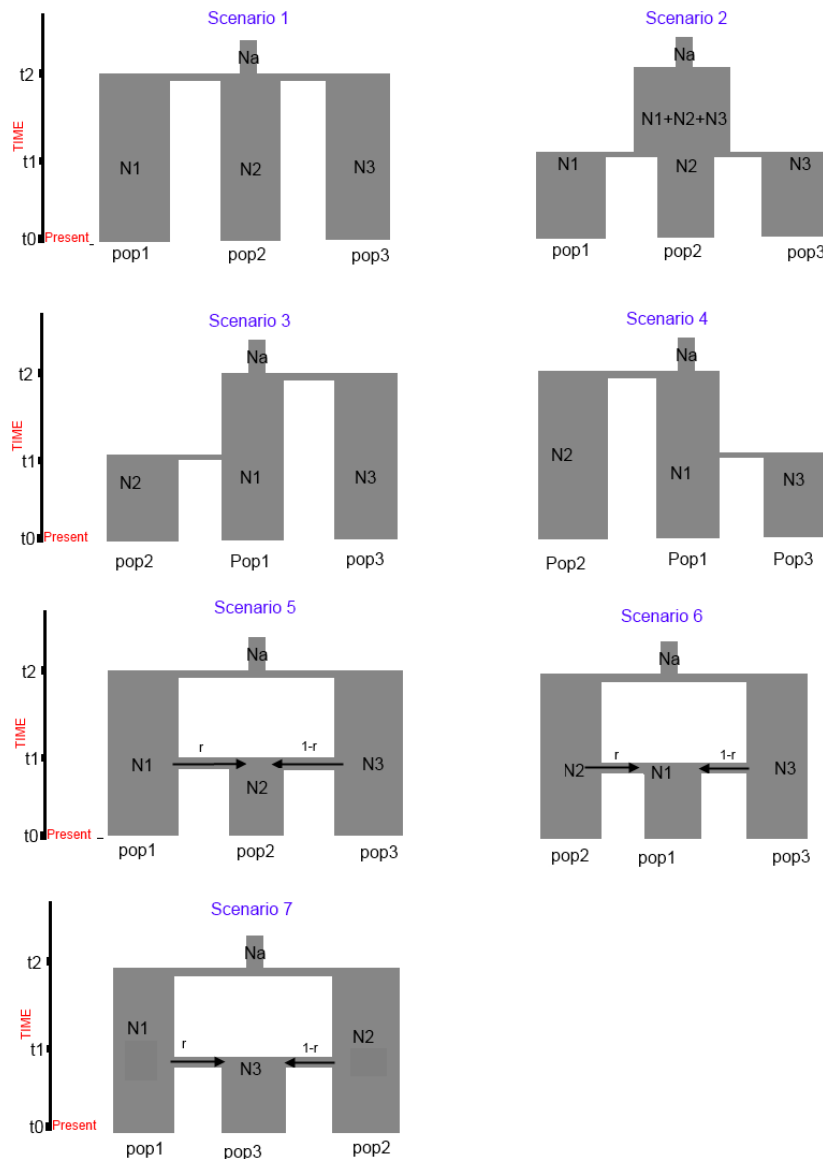 Scenario 1
Na
t2
TIME
t1
N1
N2
N3
t0 Present
pop1
pop2
pop3
Scenario 2
Na
N1+N2+N3
N1
N2
N3
pop1
pop2
pop3
Scenario 3
Na
t2
TIME
t1
N2
N1
N3
t0 Present
pop2
Pop1
pop3
Scenario 4
Na
N2
N1
N3
Pop2
Pop1
Pop3
Scenario 5
Na
t2
TIME
t1
r
1-r
N1
N2
N3
t0 Present
pop1
pop2
pop3
Scenario 6
Na
r
1-r
N2
N1
N3
pop2
pop1
pop3
Scenario 7
Na
t2
TIME
N1
N2
t1
r
1-r
N3
t0 Present
pop1
pop3
pop2